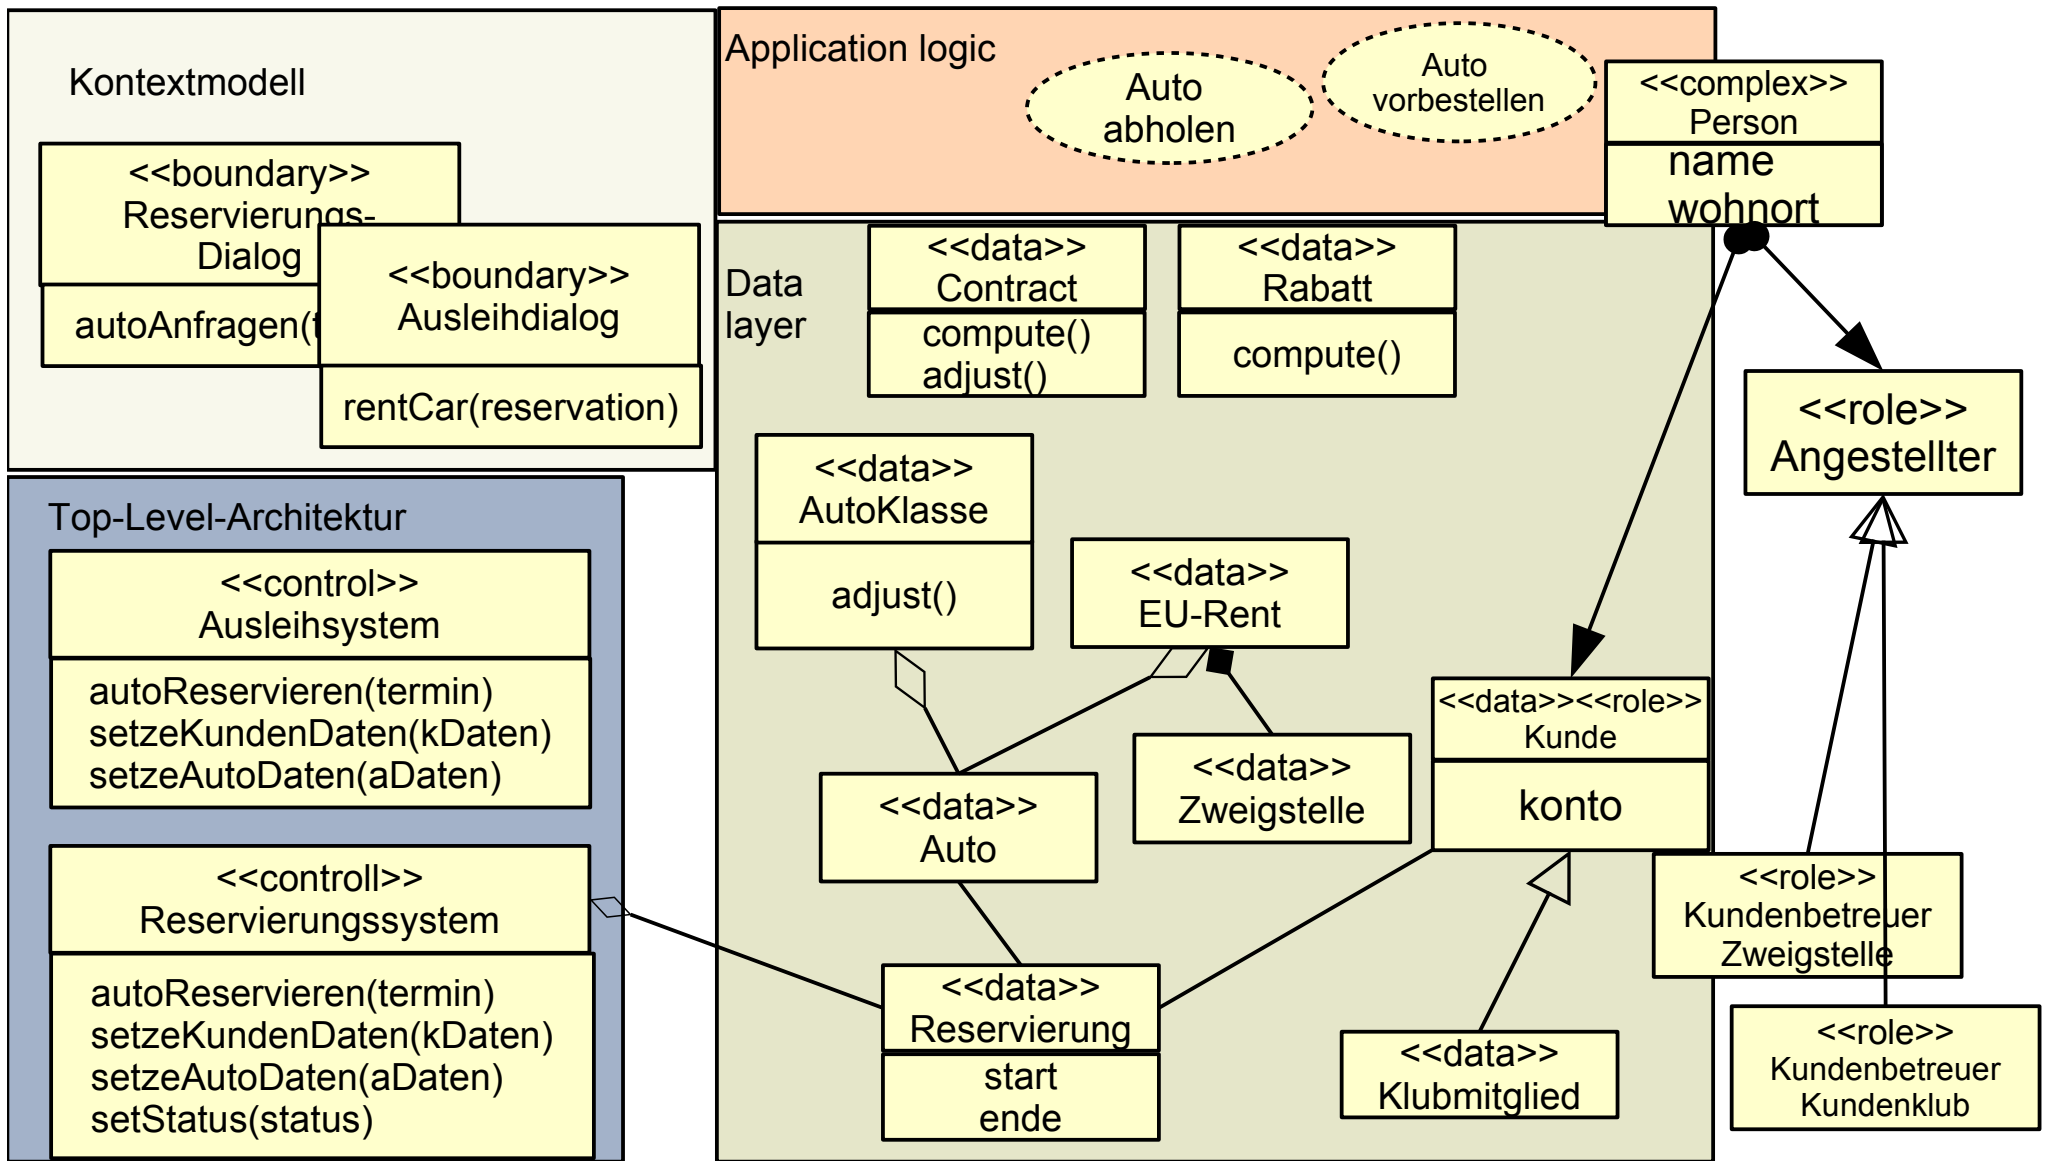 Kontextmodell
<<boundary>>
Reservierungs-
Dialog
autoAnfragen(t
<<boundary>>
Ausleihdialog
rentCar(reservation)
Top-Level-Architektur
<<control>>
Ausleihsystem
autoReservieren(termin)
setzeKundenDaten(kDaten)
setzeAutoDaten(aDaten)
<<controll>>
Reservierungssystem
autoReservieren(termin)
setzeKundenDaten(kDaten)
setzeAutoDaten(aDaten)
setStatus(status)
Application logic
Auto
abholen
Auto
vorbestellen
Data
layer
<<data>>
Contract
compute()
adjust()
<<data>>
Rabatt
compute()
<<data>>
AutoKlasse
adjust()
<<data>>
EU-Rent
<<data>>
Auto
<<data>>
Zweigstelle
<<data>><<role>>
Kunde
konto
<<data>>
Reservierung
start
ende
<<data>>
Klubmitglied
<<complex>>
Person
name
wohnort
<<role>>
Angestellter
<<role>>
Kundenbetreuer
Zweigstelle
<<role>>
Kundenbetreuer
Kundenklub